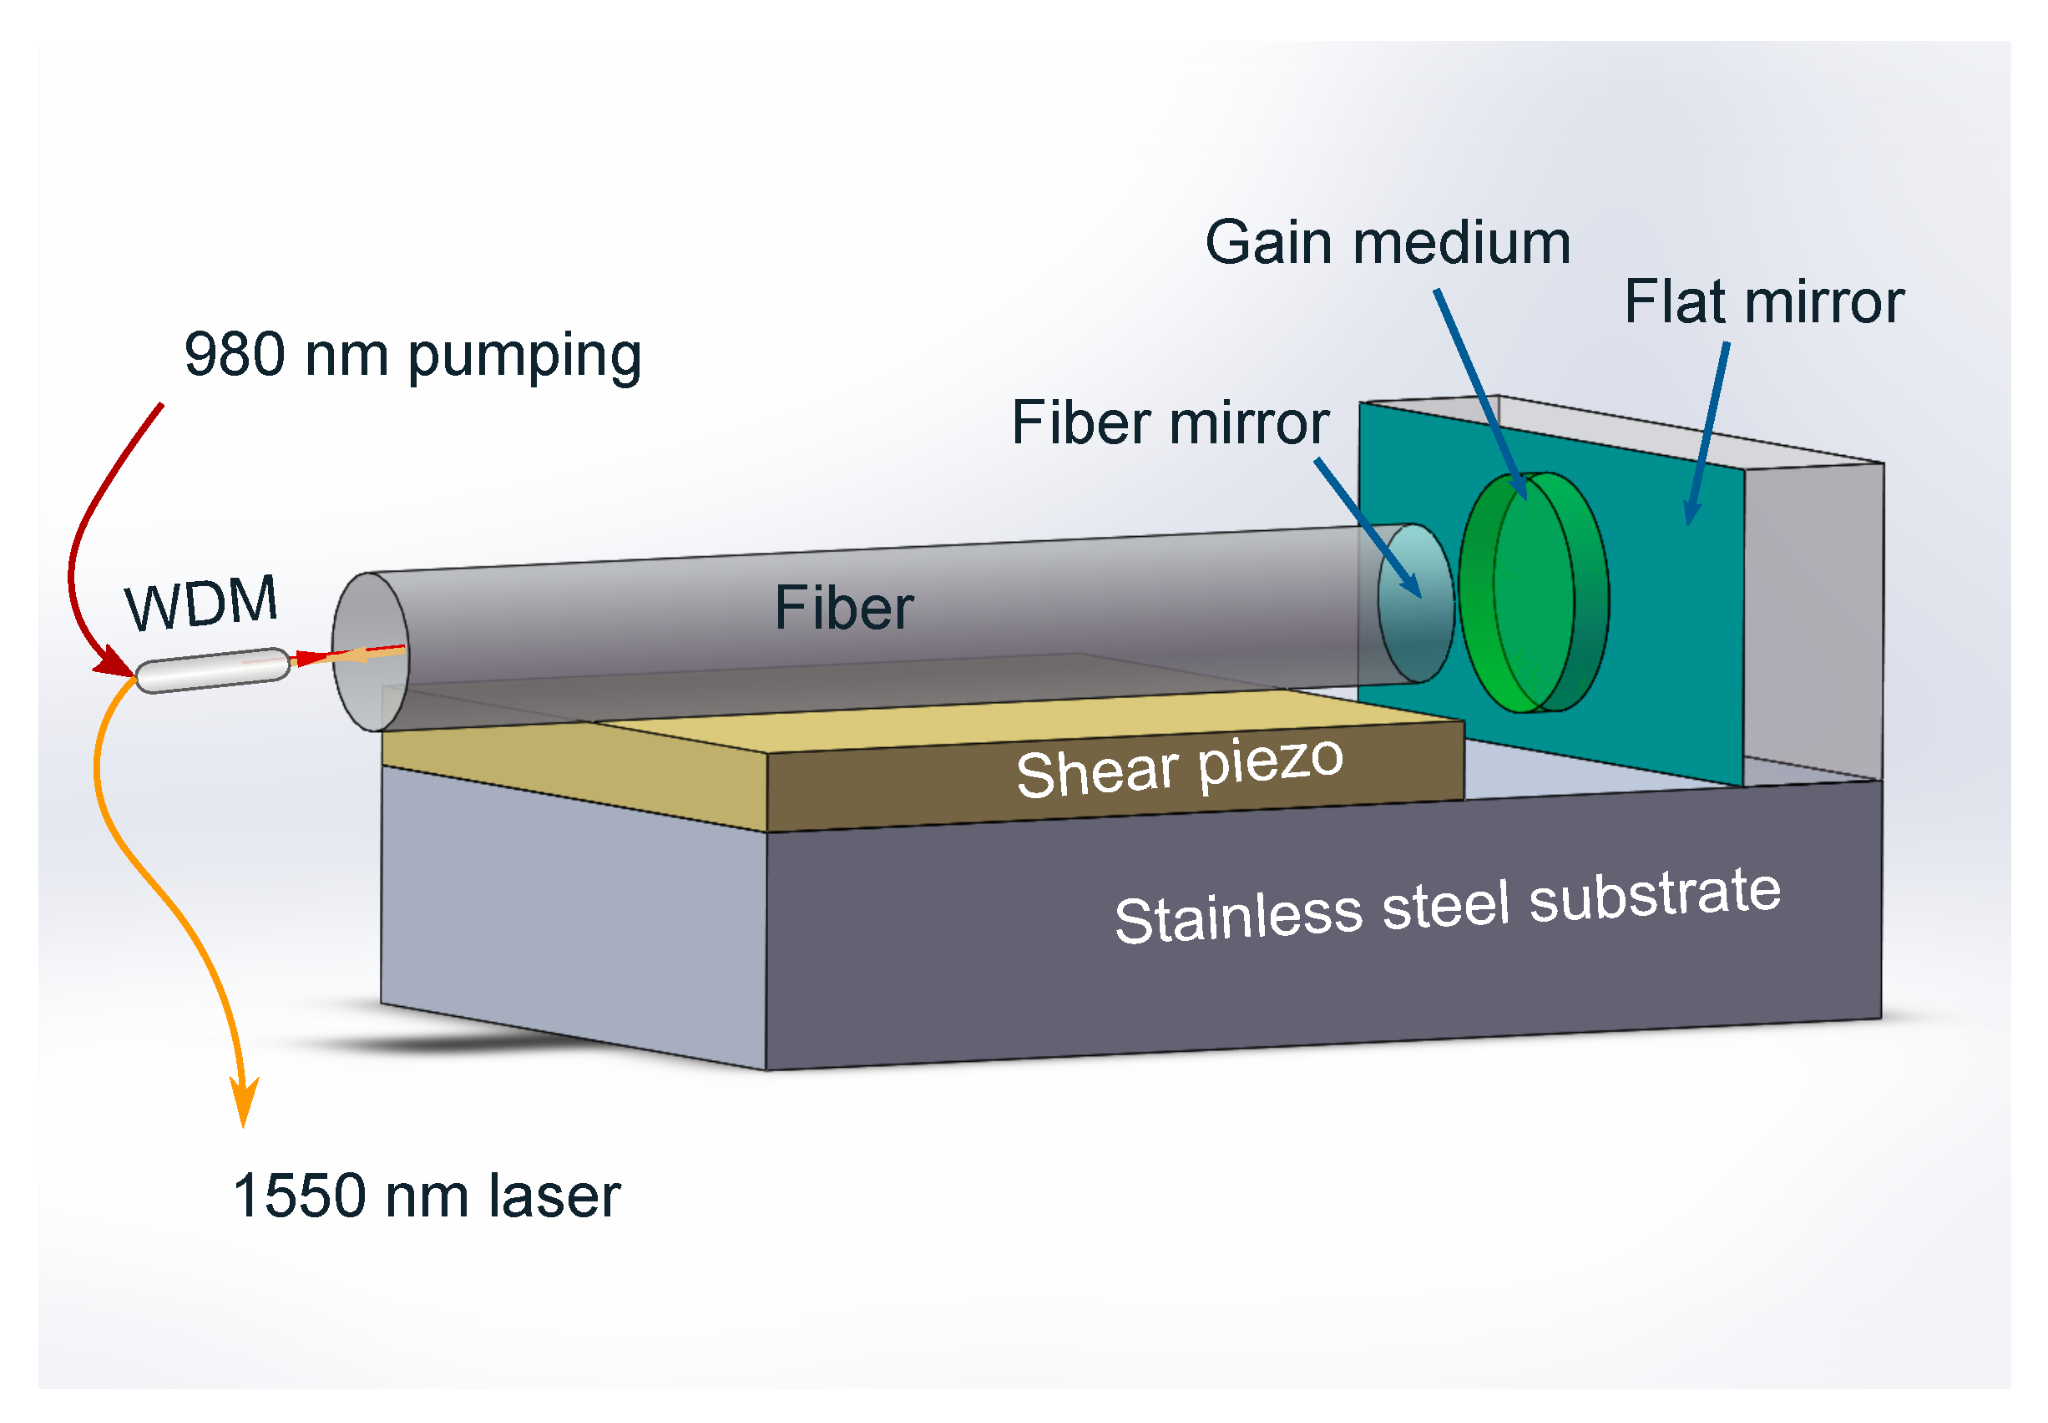 Gain medium
Flat mirror
980 nm pumping
Fiber mirror
WDM
Fiber
Shear piezo
Stainless steel substrate
1550 nm laser